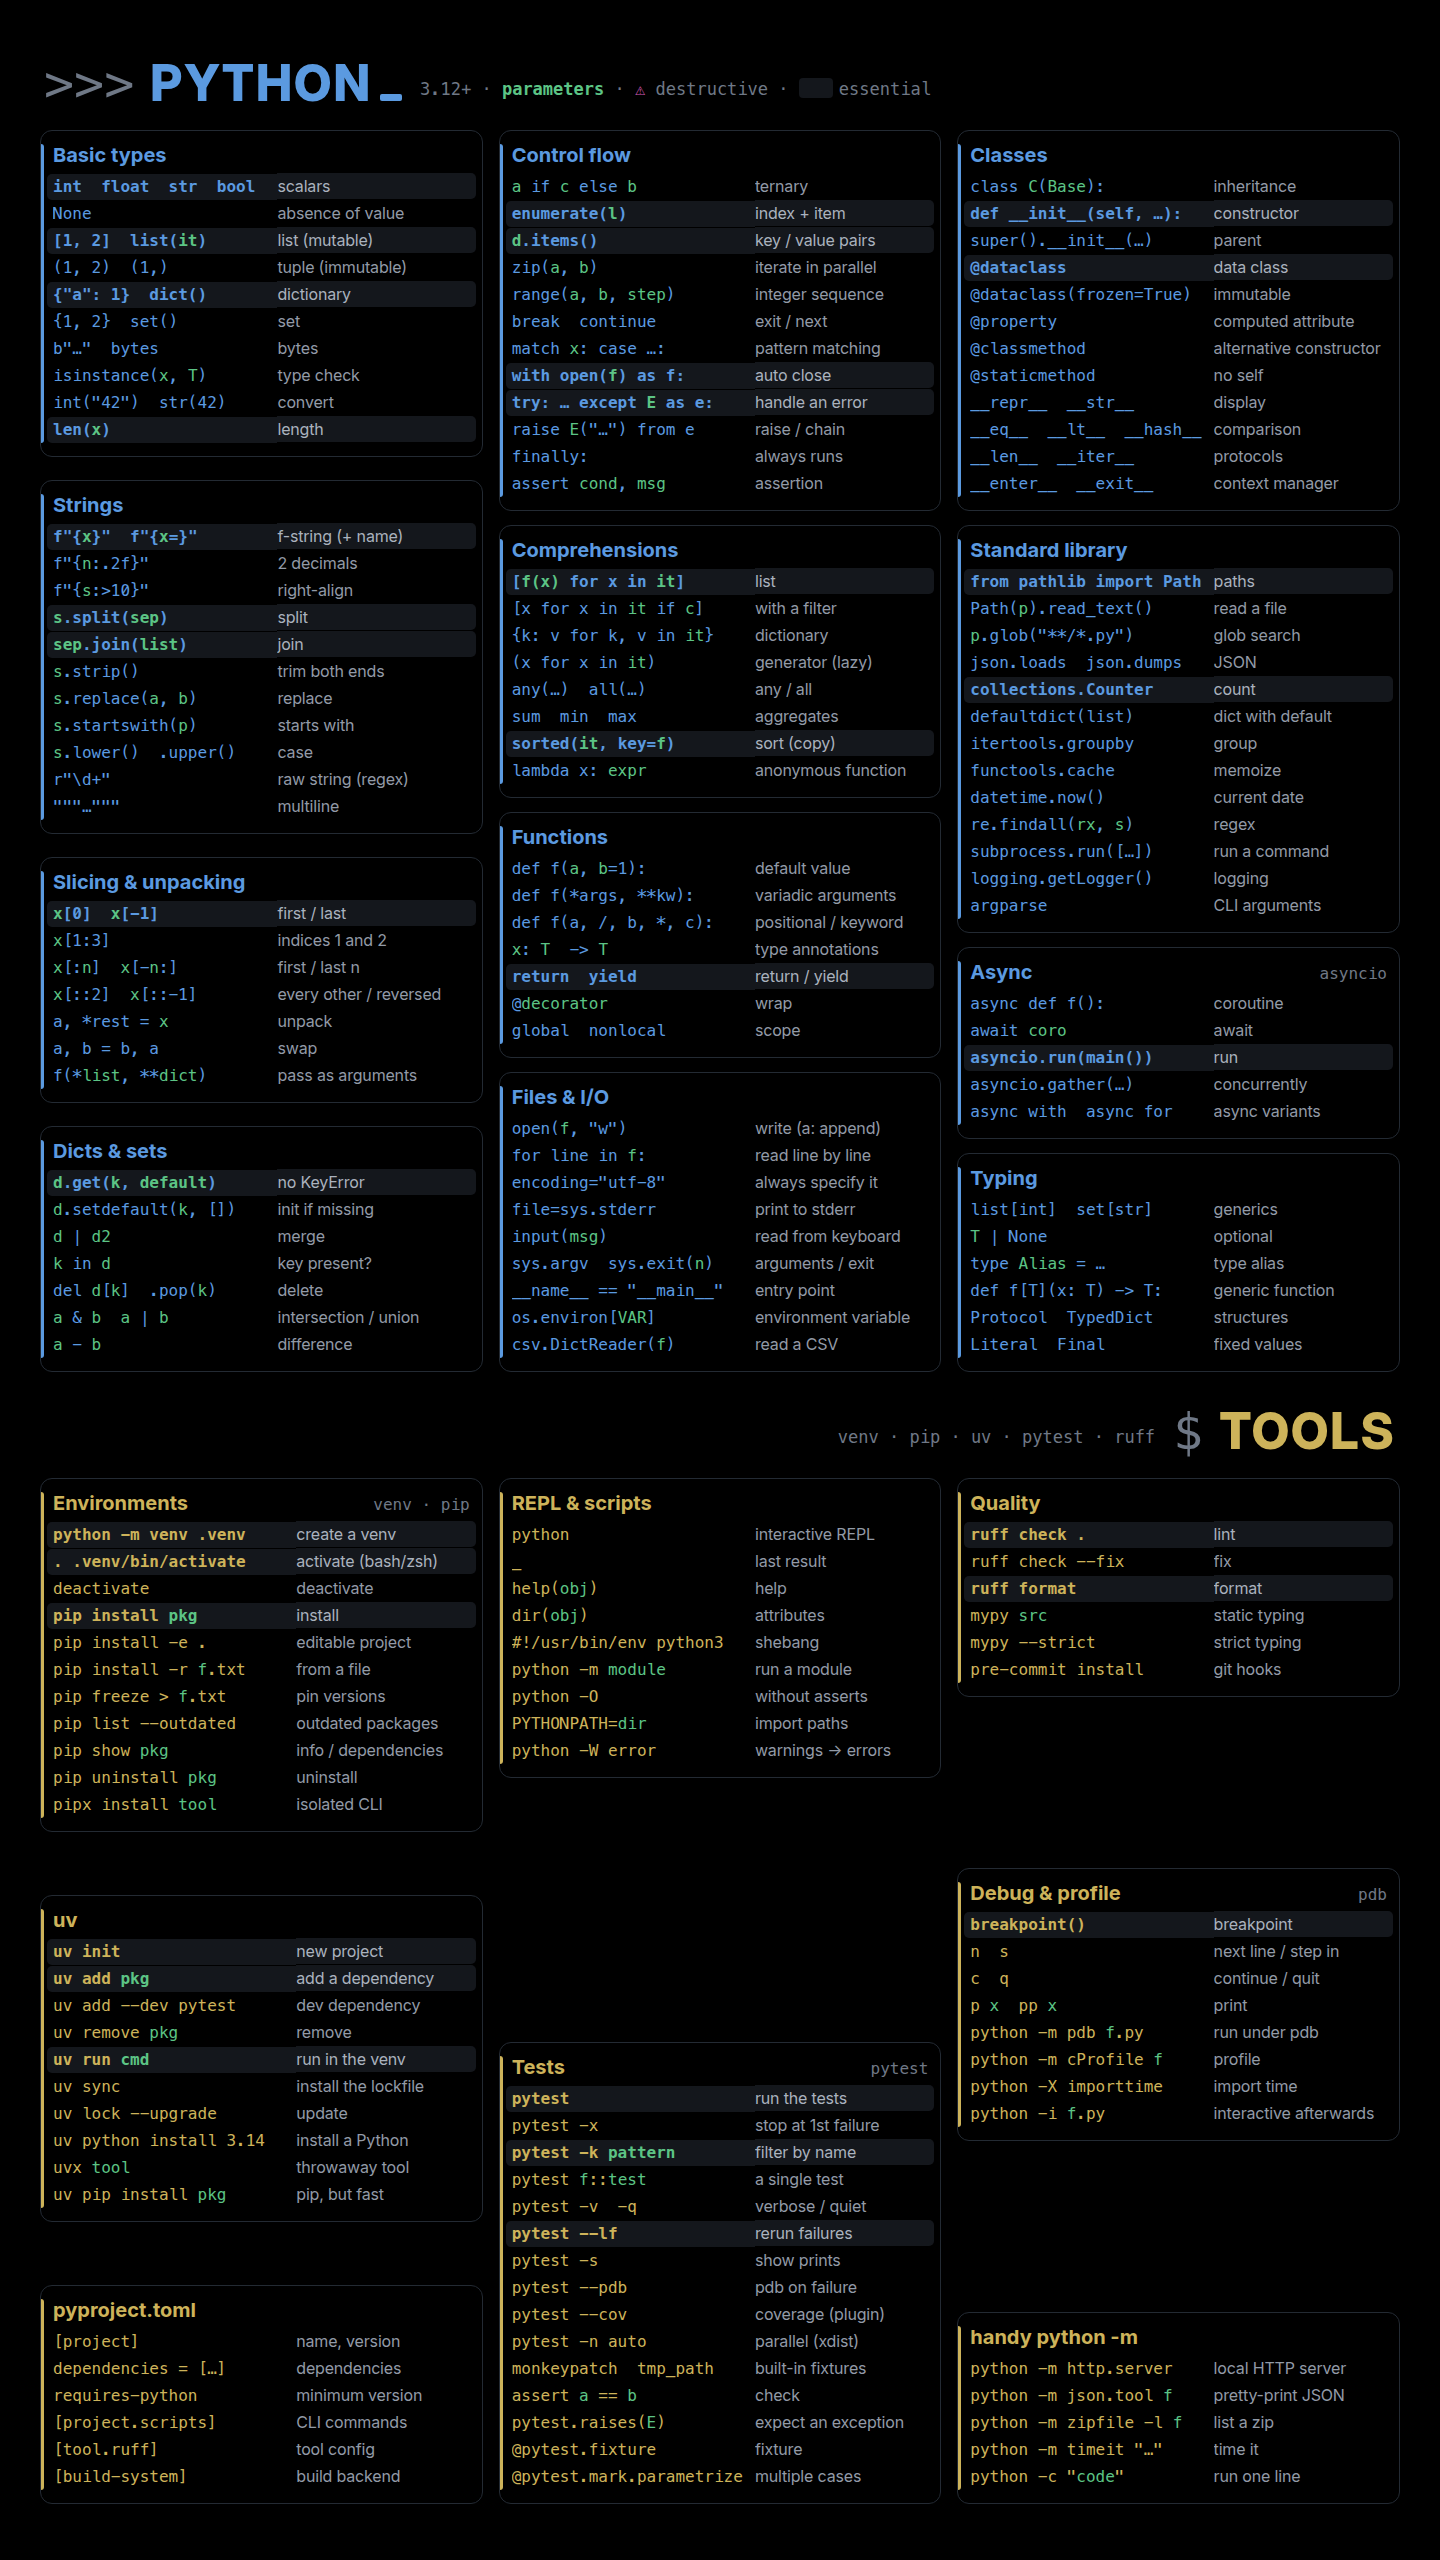 >>> PYTHON_ 3.12+ · parameters · ⚠ destructive · essential
Basic types
int  float  str  bool  scalars
None  absence of value
[1, 2]  list(it)  list (mutable)
(1, 2)  (1,)  tuple (immutable)
{"a": 1}  dict()  dictionary
{1, 2}  set()  set
b"…"  bytes  bytes
isinstance(x, T)  type check
int("42")  str(42)  convert
len(x)  length
Strings
f"{x}"  f"{x=}"  f-string (+ name)
f"{n:.2f}"  2 decimals
f"{s:>10}"  right-align
s.split(sep)  split
sep.join(list)  join
s.strip()  trim both ends
s.replace(a, b)  replace
s.startswith(p)  starts with
s.lower()  .upper()  case
r"\d+"  raw string (regex)
"""…"""  multiline
Slicing & unpacking
x[0]  x[-1]  first / last
x[1:3]  indices 1 and 2
x[:n]  x[-n:]  first / last n
x[::2]  x[::-1]  every other / reversed
a, *rest = x  unpack
a, b = b, a  swap
f(*list, **dict)  pass as arguments
Dicts & sets
d.get(k, default)  no KeyError
d.setdefault(k, [])  init if missing
d | d2  merge
k in d  key present?
del d[k]  .pop(k)  delete
a & b  a | b  intersection / union
a - b  difference
Control flow
a if c else b  ternary
enumerate(l)  index + item
d.items()  key / value pairs
zip(a, b)  iterate in parallel
range(a, b, step)  integer sequence
break  continue  exit / next
match x: case …:  pattern matching
with open(f) as f:  auto close
try: … except E as e:  handle an error
raise E("…") from e  raise / chain
finally:  always runs
assert cond, msg  assertion
Comprehensions
[f(x) for x in it]  list
[x for x in it if c]  with a filter
{k: v for k, v in it}  dictionary
(x for x in it)  generator (lazy)
any(…)  all(…)  any / all
sum  min  max  aggregates
sorted(it, key=f)  sort (copy)
lambda x: expr  anonymous function
Functions
def f(a, b=1):  default value
def f(*args, **kw):  variadic arguments
def f(a, /, b, *, c):  positional / keyword
x: T  -> T  type annotations
return  yield  return / yield
@decorator  wrap
global  nonlocal  scope
Files & I/O
open(f, "w")  write (a: append)
for line in f:  read line by line
encoding="utf-8"  always specify it
file=sys.stderr  print to stderr
input(msg)  read from keyboard
sys.argv  sys.exit(n)  arguments / exit
__name__ == "__main__"  entry point
os.environ[VAR]  environment variable
csv.DictReader(f)  read a CSV
Classes
class C(Base):  inheritance
def __init__(self, …):  constructor
super().__init__(…)  parent
@dataclass  data class
@dataclass(frozen=True)  immutable
@property  computed attribute
@classmethod  alternative constructor
@staticmethod  no self
__repr__  __str__  display
__eq__  __lt__  __hash__  comparison
__len__  __iter__  protocols
__enter__  __exit__  context manager
Standard library
from pathlib import Path  paths
Path(p).read_text()  read a file
p.glob("**/*.py")  glob search
json.loads  json.dumps  JSON
collections.Counter  count
defaultdict(list)  dict with default
itertools.groupby  group
functools.cache  memoize
datetime.now()  current date
re.findall(rx, s)  regex
subprocess.run([…])  run a command
logging.getLogger()  logging
argparse  CLI arguments
Async  asyncio
async def f():  coroutine
await coro  await
asyncio.run(main())  run
asyncio.gather(…)  concurrently
async with  async for  async variants
Typing
list[int]  set[str]  generics
T | None  optional
type Alias = …  type alias
def f[T](x: T) -> T:  generic function
Protocol  TypedDict  structures
Literal  Final  fixed values
venv · pip · uv · pytest · ruff  $ TOOLS
Environments  venv · pip
python -m venv .venv  create a venv
. .venv/bin/activate  activate (bash/zsh)
deactivate  deactivate
pip install pkg  install
pip install -e .  editable project
pip install -r f.txt  from a file
pip freeze > f.txt  pin versions
pip list --outdated  outdated packages
pip show pkg  info / dependencies
pip uninstall pkg  uninstall
pipx install tool  isolated CLI
uv
uv init  new project
uv add pkg  add a dependency
uv add --dev pytest  dev dependency
uv remove pkg  remove
uv run cmd  run in the venv
uv sync  install the lockfile
uv lock --upgrade  update
uv python install 3.14  install a Python
uvx tool  throwaway tool
uv pip install pkg  pip, but fast
pyproject.toml
[project]  name, version
dependencies = […]  dependencies
requires-python  minimum version
[project.scripts]  CLI commands
[tool.ruff]  tool config
[build-system]  build backend
REPL & scripts
python  interactive REPL
_  last result
help(obj)  help
dir(obj)  attributes
#!/usr/bin/env python3  shebang
python -m module  run a module
python -O  without asserts
PYTHONPATH=dir  import paths
python -W error  warnings → errors
Tests  pytest
pytest  run the tests
pytest -x  stop at 1st failure
pytest -k pattern  filter by name
pytest f::test  a single test
pytest -v  -q  verbose / quiet
pytest --lf  rerun failures
pytest -s  show prints
pytest --pdb  pdb on failure
pytest --cov  coverage (plugin)
pytest -n auto  parallel (xdist)
monkeypatch  tmp_path  built-in fixtures
assert a == b  check
pytest.raises(E)  expect an exception
@pytest.fixture  fixture
@pytest.mark.parametrize  multiple cases
Quality
ruff check .  lint
ruff check --fix  fix
ruff format  format
mypy src  static typing
mypy --strict  strict typing
pre-commit install  git hooks
Debug & profile  pdb
breakpoint()  breakpoint
n  s  next line / step in
c  q  continue / quit
p x  pp x  print
python -m pdb f.py  run under pdb
python -m cProfile f  profile
python -X importtime  import time
python -i f.py  interactive afterwards
handy python -m
python -m http.server  local HTTP server
python -m json.tool f  pretty-print JSON
python -m zipfile -l f  list a zip
python -m timeit "…"  time it
python -c "code"  run one line